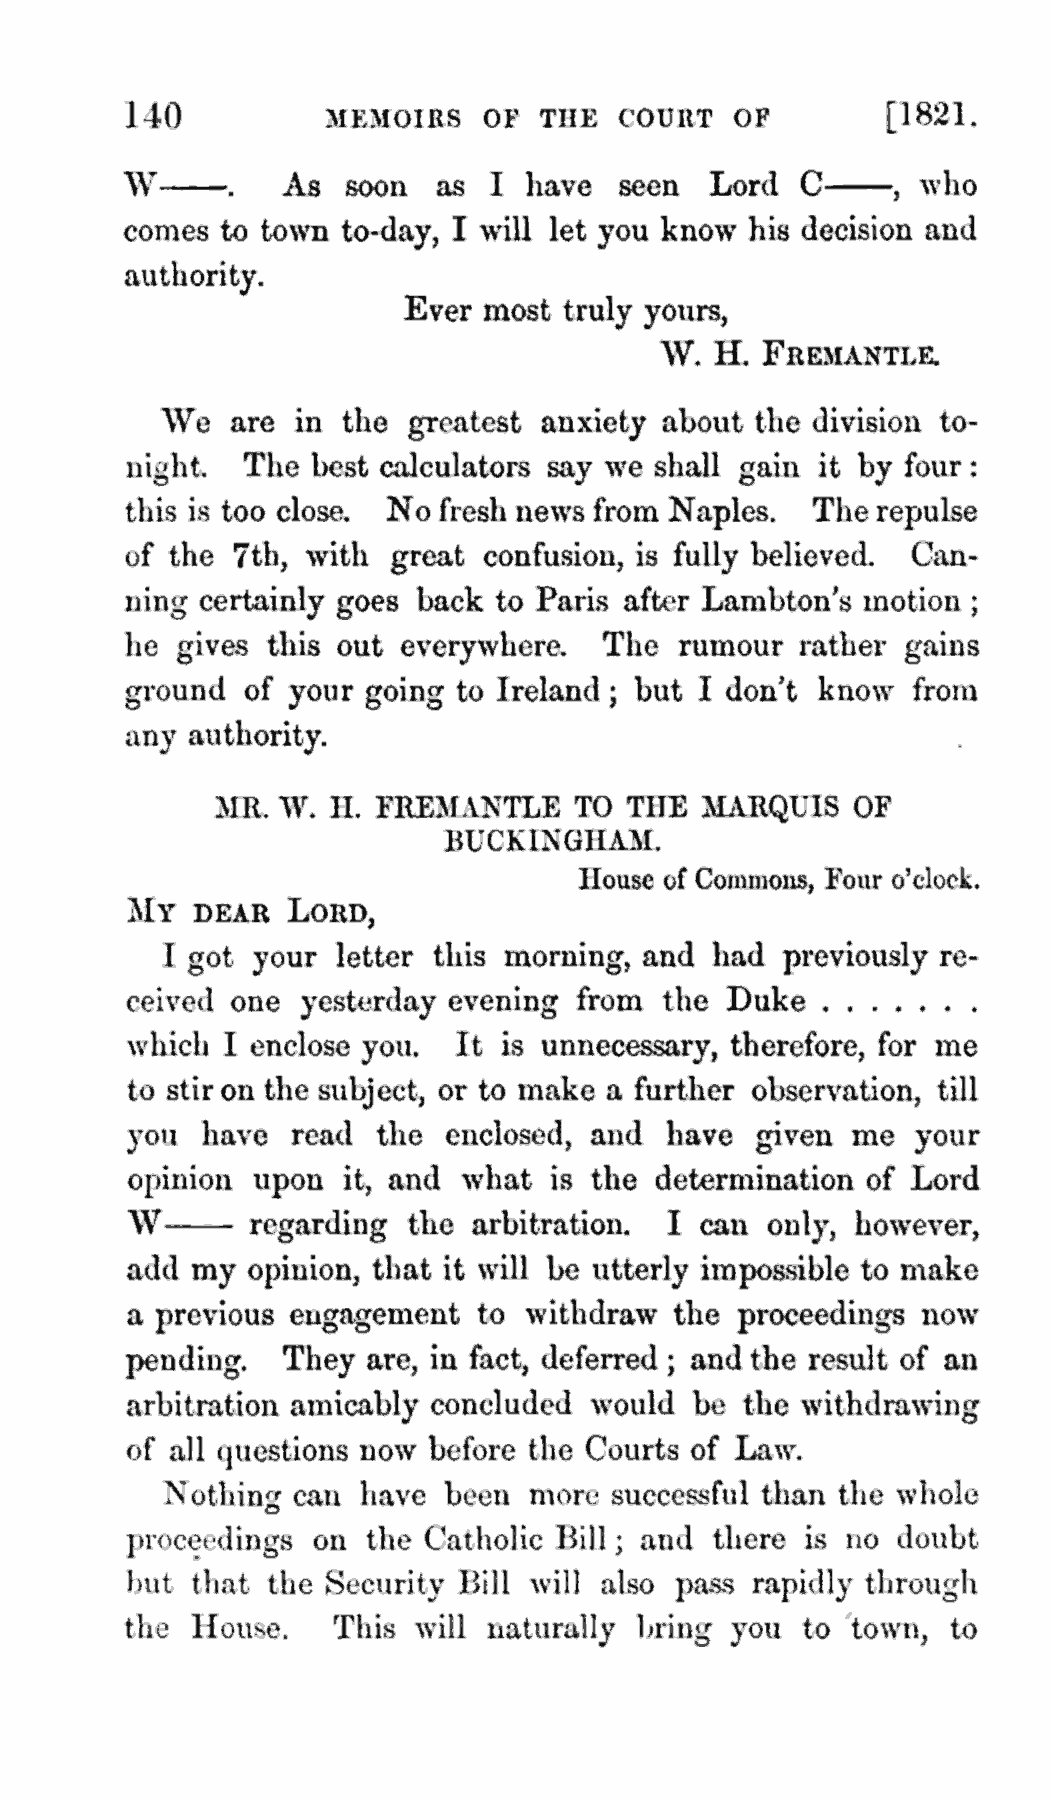 140 MEMOIRS OF THE COURT OF [1821.
W——. As soon as I have seen Lord C——, who
comes to town to-day, I will let you know his decision and
authority.
Ever most truly yours,
W. H. FREMANTLE.
We are in the greatest anxiety about the division to-
night. The best calculators say we shall gain it by four :
this is too close. No fresh news from Naples. The repulse
of the 7th, with great confusion, is fully believed. Can-
ning certainly goes back to Paris after Lambton's motion ;
he gives this out everywhere. The rumour rather gains
ground of your going to Ireland ; but I don't know from
any authority.
MR. W. H. FREMANTLE TO THE MARQUIS OF
BUCKINGHAM.
House of Commons, Four o'clock.
MY DEAR LORD,
I got your letter this morning, and had previously re-
ceived one yesterday evening from the Duke . . . . . . .
which I enclose you. It is unnecessary, therefore, for me
to stir on the subject, or to make a further observation, till
you have read the enclosed, and have given me your
opinion upon it, and what is the determination of Lord
W—— regarding the arbitration. I can only, however,
add my opinion, that it will be utterly impossible to make
a previous engagement to withdraw the proceedings now
pending. They are, in fact, deferred ; and the result of an
arbitration amicably concluded would be the withdrawing
of all questions now before the Courts of Law.
Nothing can have been more successful than the whole
proceedings on the Catholic Bill ; and there is no doubt
but that the Security Bill will also pass rapidly through
the House. This will naturally bring you to town, to